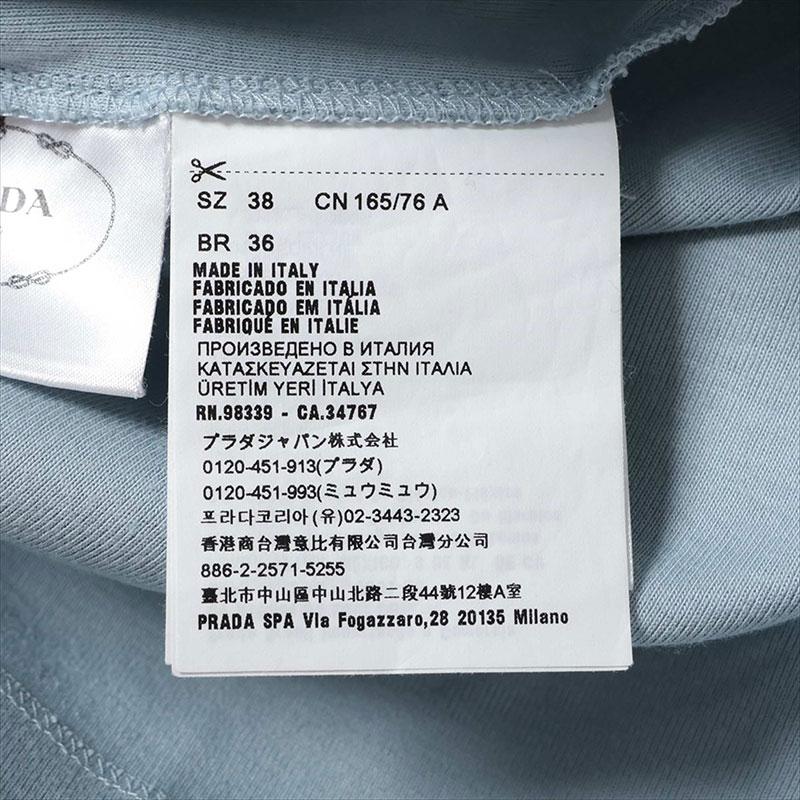 DA
SZ 38 CN 165/76 A
BR 36
MADE IN ITALY
FABRICADO EN ITALIA
FABRICADO EM ITÁLIA
FABRIQUÉ EN ITALIE
ПРОИЗВЕДЕНО В ИТАЛИЯ
ΚΑΤΑΣΚΕΥΑΖΕΤΑΙ ΣΤΗΝ ΙΤΑΛΙΑ
ÜRETİM YERİ İTALYA
RN.98339 - CA.34767
プラダジャパン株式会社
0120-451-913(プラダ)
0120-451-993(ミュウミュウ)
프라다코리아(유)02-3443-2323
香港商台灣意比有限公司台灣分公司
886-2-2571-5255
臺北市中山區中山北路二段44號12樓A室
PRADA SPA Via Fogazzaro,28 20135 Milano